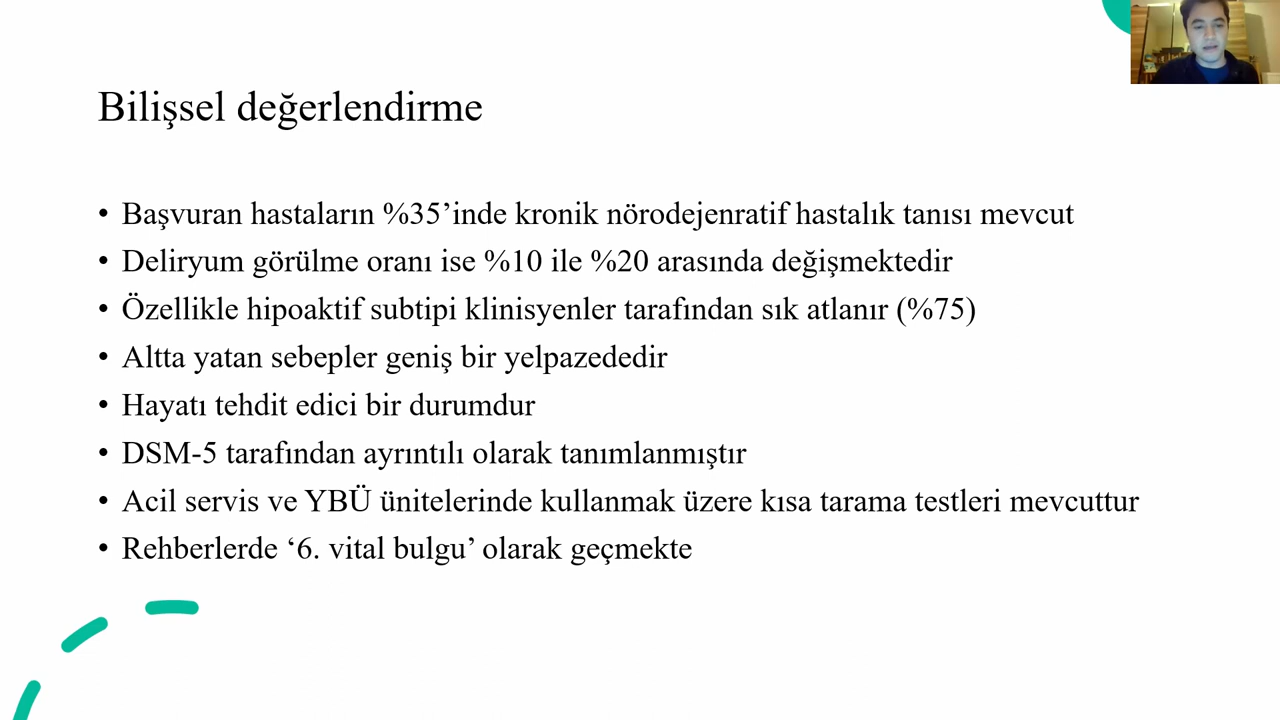 Bilişsel değerlendirme
• Başvuran hastaların %35’inde kronik nörodejenratif hastalık tanısı mevcut
• Deliryum görülme oranı ise %10 ile %20 arasında değişmektedir
• Özellikle hipoaktif subtipi klinisyenler tarafından sık atlanır (%75)
• Altta yatan sebepler geniş bir yelpazededir
• Hayatı tehdit edici bir durumdur
• DSM-5 tarafından ayrıntılı olarak tanımlanmıştır
• Acil servis ve YBÜ ünitelerinde kullanmak üzere kısa tarama testleri mevcuttur
• Rehberlerde ‘6. vital bulgu’ olarak geçmekte